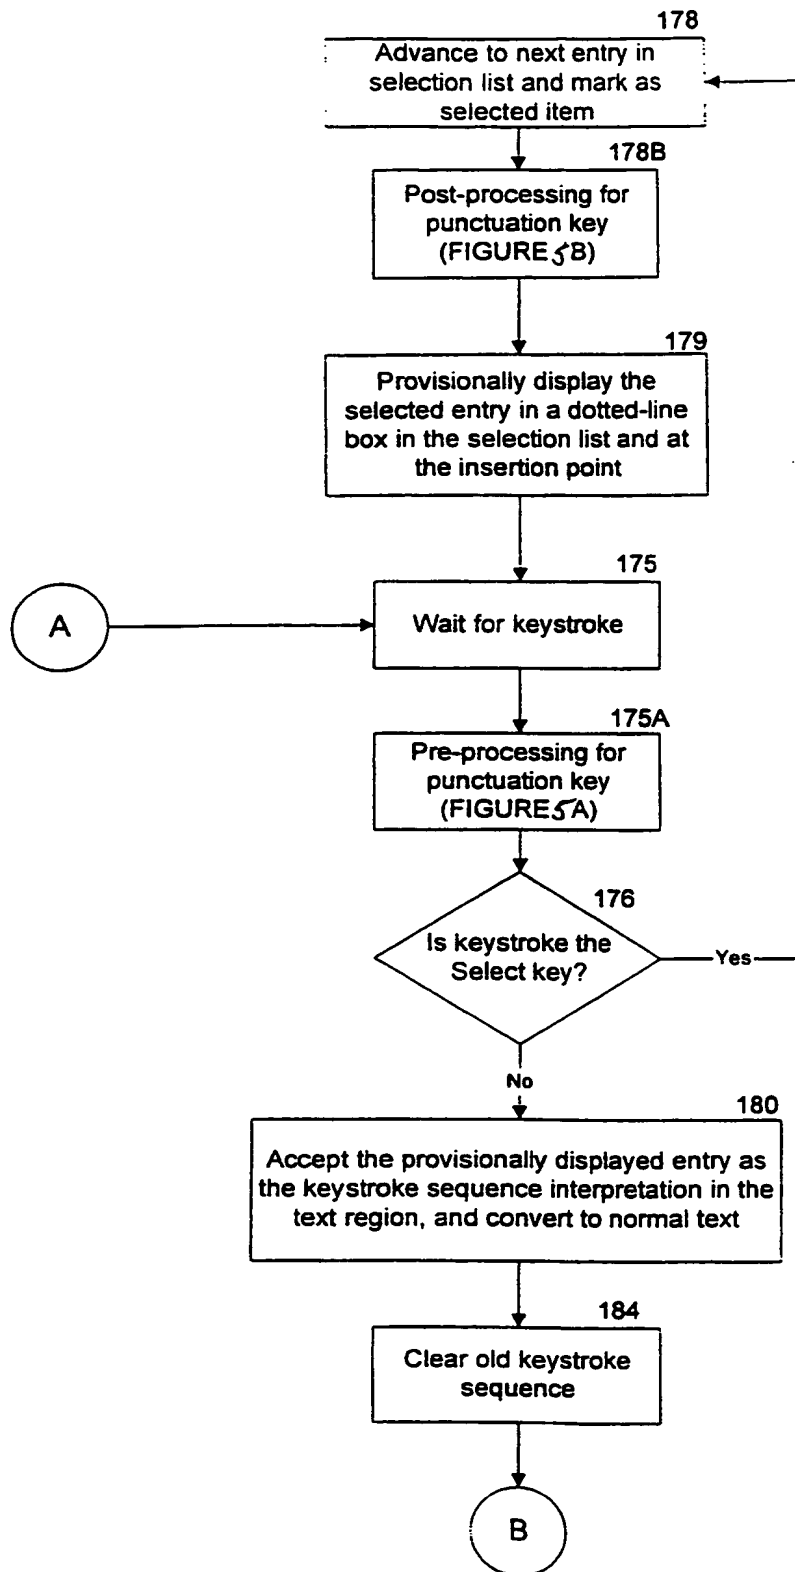 178
Advance to next entry in
selection list and mark as
selected item
178B
Post-processing for
punctuation key
(FIGURE 5B)
179
Provisionally display the
selected entry in a dotted-line
box in the selection list and at
the insertion point
175
A
Wait for keystroke
175A
Pre-processing for
punctuation key
(FIGURE 5A)
176
Is keystroke the
Select key?
Yes
No
180
Accept the provisionally displayed entry as
the keystroke sequence interpretation in the
text region, and convert to normal text
184
Clear old keystroke
sequence
B